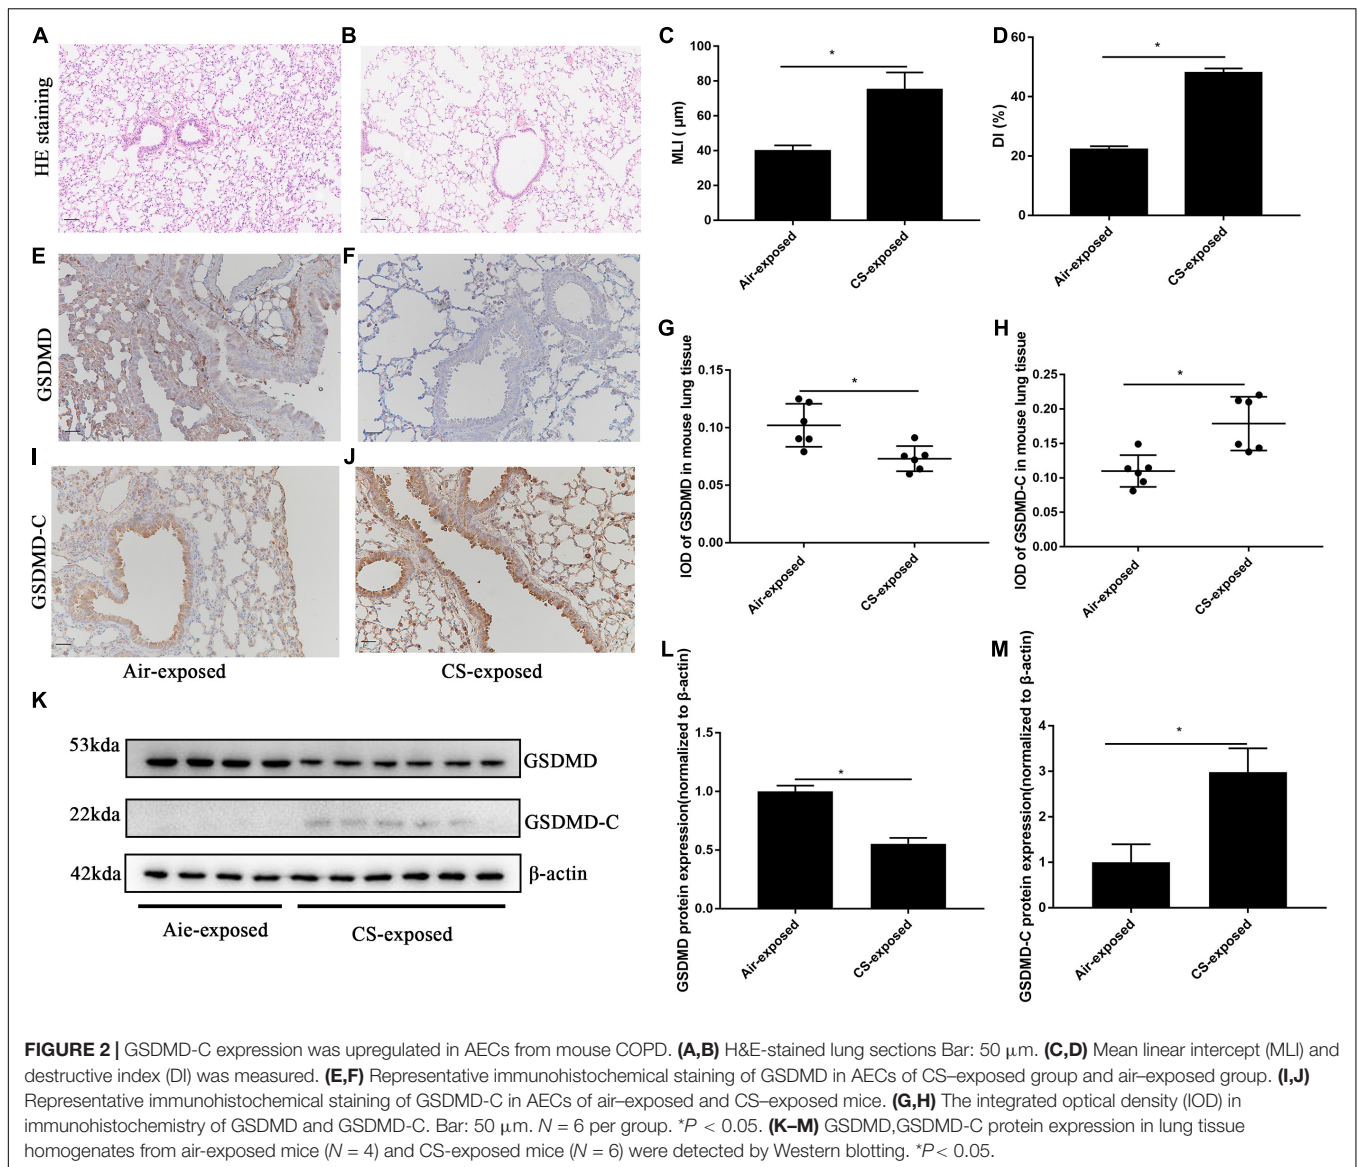 A
B
C
D
HE staining
MLI ( μm)
100
80
60
40
20
0
*
Air-exposed
CS-exposed
DI (%)
60
40
20
0
*
Air-exposed
CS-exposed
E
F
G
H
GSDMD
IOD of GSDMD in mouse lung tissue
0.15
0.10
0.05
0.00
*
Air-exposed
CS-exposed
IOD of GSDMD-C in mouse lung tissue
0.25
0.20
0.15
0.10
0.05
0.00
*
Air-exposed
CS-exposed
I
J
GSDMD-C
Air-exposed
CS-exposed
K
53kda
GSDMD
22kda
GSDMD-C
42kda
β-actin
Aie-exposed
CS-exposed
L
GSDMD protein expression(normalized to β-actin)
1.5
1.0
0.5
0.0
*
Air-exposed
CS-exposed
M
GSDMD-C protein expression(normalized to β-actin)
4
3
2
1
0
*
Air-exposed
CS-exposed
FIGURE 2 | GSDMD-C expression was upregulated in AECs from mouse COPD. (A,B) H&E-stained lung sections Bar: 50 μm. (C,D) Mean linear intercept (MLI) and
destructive index (DI) was measured. (E,F) Representative immunohistochemical staining of GSDMD in AECs of CS–exposed group and air–exposed group. (I,J)
Representative immunohistochemical staining of GSDMD-C in AECs of air–exposed and CS–exposed mice. (G,H) The integrated optical density (IOD) in
immunohistochemistry of GSDMD and GSDMD-C. Bar: 50 μm. N = 6 per group. *P < 0.05. (K–M) GSDMD,GSDMD-C protein expression in lung tissue
homogenates from air-exposed mice (N = 4) and CS-exposed mice (N = 6) were detected by Western blotting. *P< 0.05.